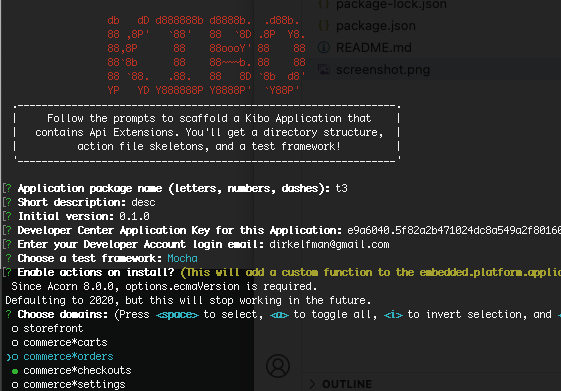 package-lock.json
package.json
README.md
screenshot.png
db   dD d888888b d8888b.  .d88b.
88 ,8P'   `88'   88  `8D .8P  Y8.
88,8P      88    88oooY' 88    88
88`8b      88    88~~~b. 88    88
88 `88.   .88.   88   8D `8b  d8'
YP   YD Y888888P Y8888P'  `Y88P'
Follow the prompts to scaffold a Kibo Application that
contains Api Extensions. You'll get a directory structure,
action file skeletons, and a test framework!
? Application package name (letters, numbers, dashes): t3
? Short description: desc
? Initial version: 0.1.0
? Developer Center Application Key for this Application: e9a6040.5f82a2b471024dc8a549a2f80160
? Enter your Developer Account login email: dirkelfman@gmail.com
? Choose a test framework: Mocha
? Enable actions on install? (This will add a custom function to the embedded.platform.applic
Since Acorn 8.0.0, options.ecmaVersion is required.
Defaulting to 2020, but this will stop working in the future.
? Choose domains: (Press <space> to select, <a> to toggle all, <i> to invert selection, and <
storefront
commerce*carts
❯ commerce*orders
commerce*checkouts
commerce*settings
> OUTLINE